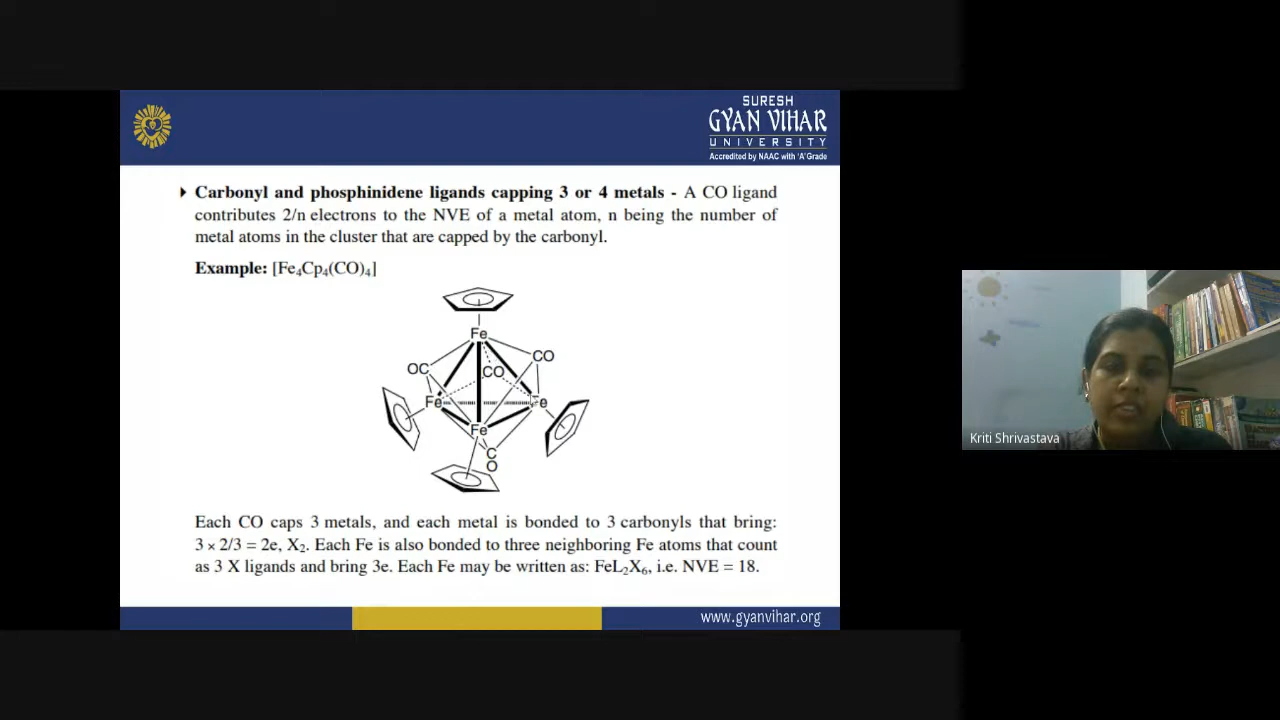 SURESH
GYAN VIHAR
UNIVERSITY
Accredited by NAAC with 'A' Grade
Carbonyl and phosphinidene ligands capping 3 or 4 metals - A CO ligand
contributes 2/n electrons to the NVE of a metal atom, n being the number of
metal atoms in the cluster that are capped by the carbonyl.
Example: [Fe₄Cp₄(CO)₄]
Fe
CO
OC
CO
Fe
Fe
Fe
C
O
Each CO caps 3 metals, and each metal is bonded to 3 carbonyls that bring:
3 × 2/3 = 2e, X₂. Each Fe is also bonded to three neighboring Fe atoms that count
as 3 X ligands and bring 3e. Each Fe may be written as: FeL₂X₆, i.e. NVE = 18.
www.gyanvihar.org
Kriti Shrivastava